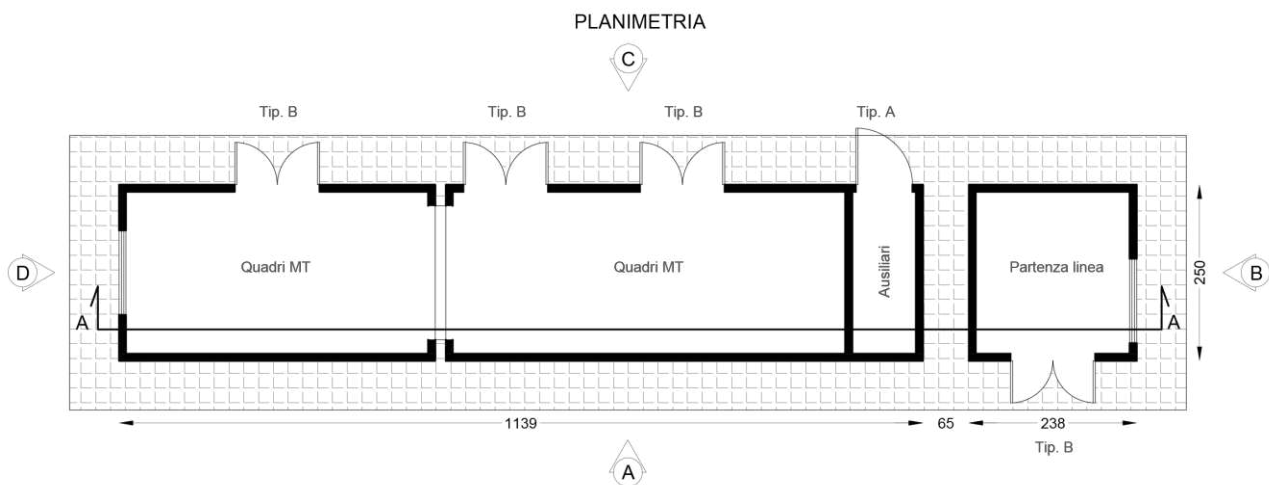 PLANIMETRIA
C
Tip. B
Tip. B
Tip. B
Tip. A
D
Quadri MT
Quadri MT
Ausiliari
Partenza linea
250
B
A
A
1139
65
238
Tip. B
A